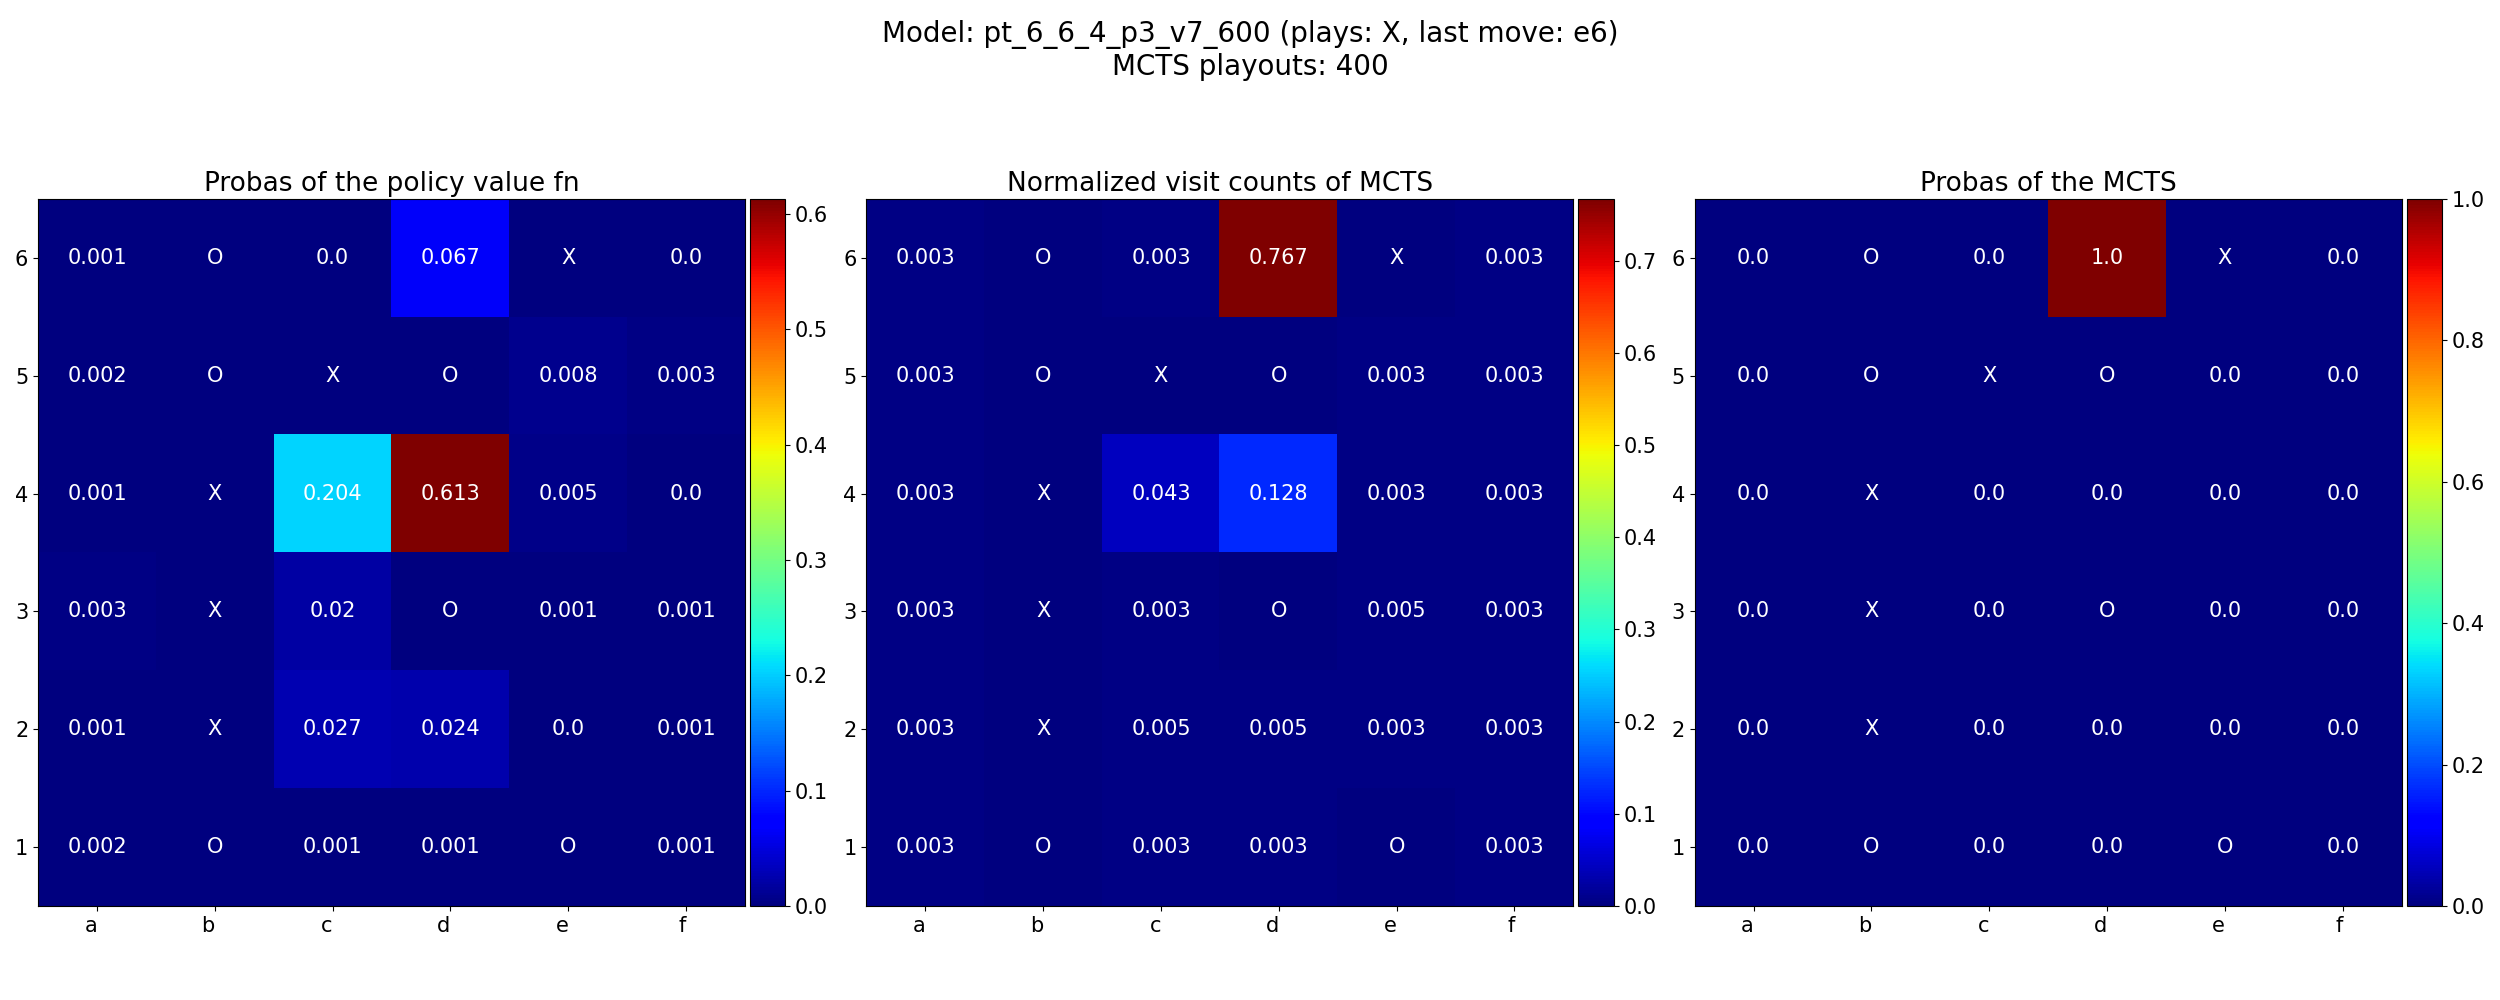 Model: pt_6_6_4_p3_v7_600 (plays: X, last move: e6)
MCTS playouts: 400
Probas of the policy value fn
6 0.001 O 0.0 0.067 X 0.0
5 0.002 O X O 0.008 0.003
4 0.001 X 0.204 0.613 0.005 0.0
3 0.003 X 0.02 O 0.001 0.001
2 0.001 X 0.027 0.024 0.0 0.001
1 0.002 O 0.001 0.001 O 0.001
a b c d e f
0.6
0.5
0.4
0.3
0.2
0.1
0.0
Normalized visit counts of MCTS
6 0.003 O 0.003 0.767 X 0.003
5 0.003 O X O 0.003 0.003
4 0.003 X 0.043 0.128 0.003 0.003
3 0.003 X 0.003 O 0.005 0.003
2 0.003 X 0.005 0.005 0.003 0.003
1 0.003 O 0.003 0.003 O 0.003
a b c d e f
0.7
0.6
0.5
0.4
0.3
0.2
0.1
0.0
Probas of the MCTS
6 0.0 O 0.0 1.0 X 0.0
5 0.0 O X O 0.0 0.0
4 0.0 X 0.0 0.0 0.0 0.0
3 0.0 X 0.0 O 0.0 0.0
2 0.0 X 0.0 0.0 0.0 0.0
1 0.0 O 0.0 0.0 O 0.0
a b c d e f
1.0
0.8
0.6
0.4
0.2
0.0